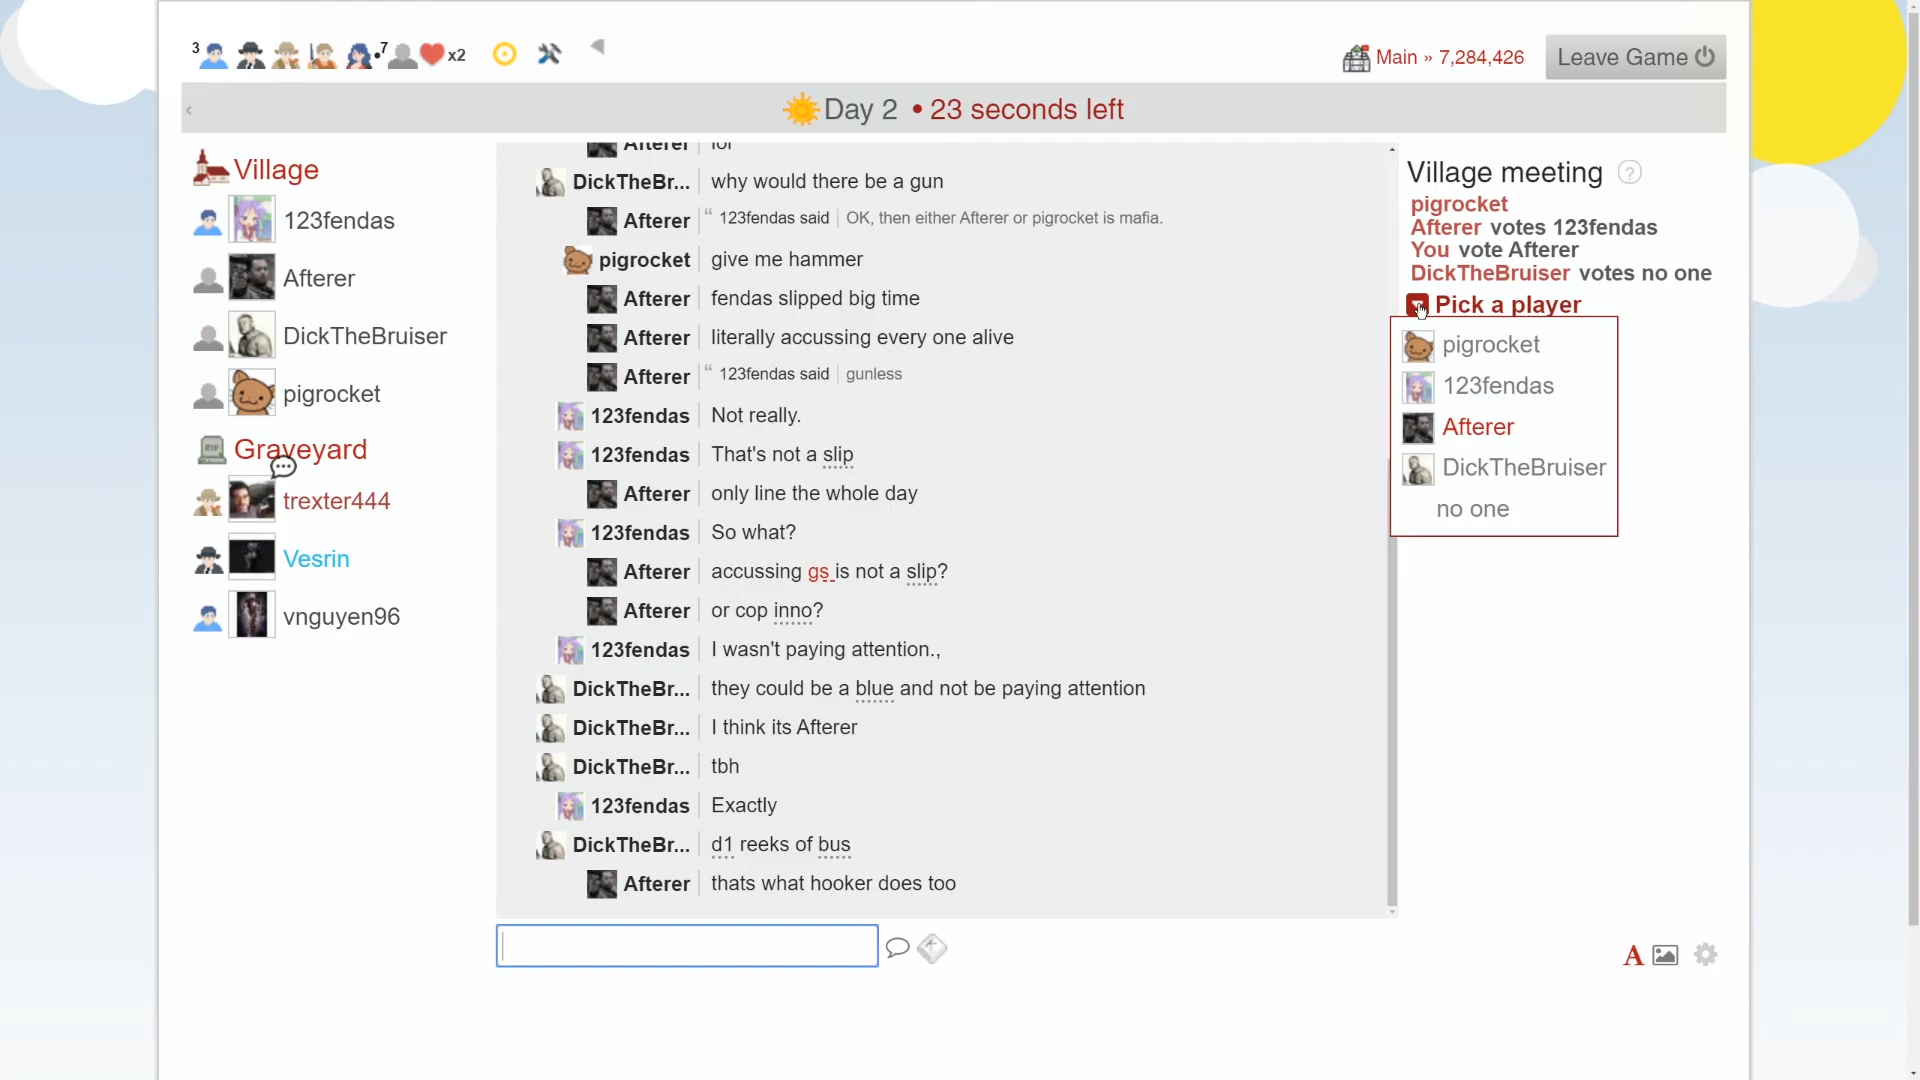 3
7
x2
Main » 7,284,426
Leave Game
Day 2 • 23 seconds left
Village
123fendas
Afterer
DickTheBruiser
pigrocket
Graveyard
trexter444
Vesrin
vnguyen96
Afterer lol
DickTheBr... why would there be a gun
Afterer “ 123fendas said OK, then either Afterer or pigrocket is mafia.
pigrocket give me hammer
Afterer fendas slipped big time
Afterer literally accussing every one alive
Afterer “ 123fendas said gunless
123fendas Not really.
123fendas That's not a slip
Afterer only line the whole day
123fendas So what?
Afterer accussing gs is not a slip?
Afterer or cop inno?
123fendas I wasn't paying attention.,
DickTheBr... they could be a blue and not be paying attention
DickTheBr... I think its Afterer
DickTheBr... tbh
123fendas Exactly
DickTheBr... d1 reeks of bus
Afterer thats what hooker does too
Village meeting ?
pigrocket
Afterer votes 123fendas
You vote Afterer
DickTheBruiser votes no one
Pick a player
pigrocket
123fendas
Afterer
DickTheBruiser
no one
A